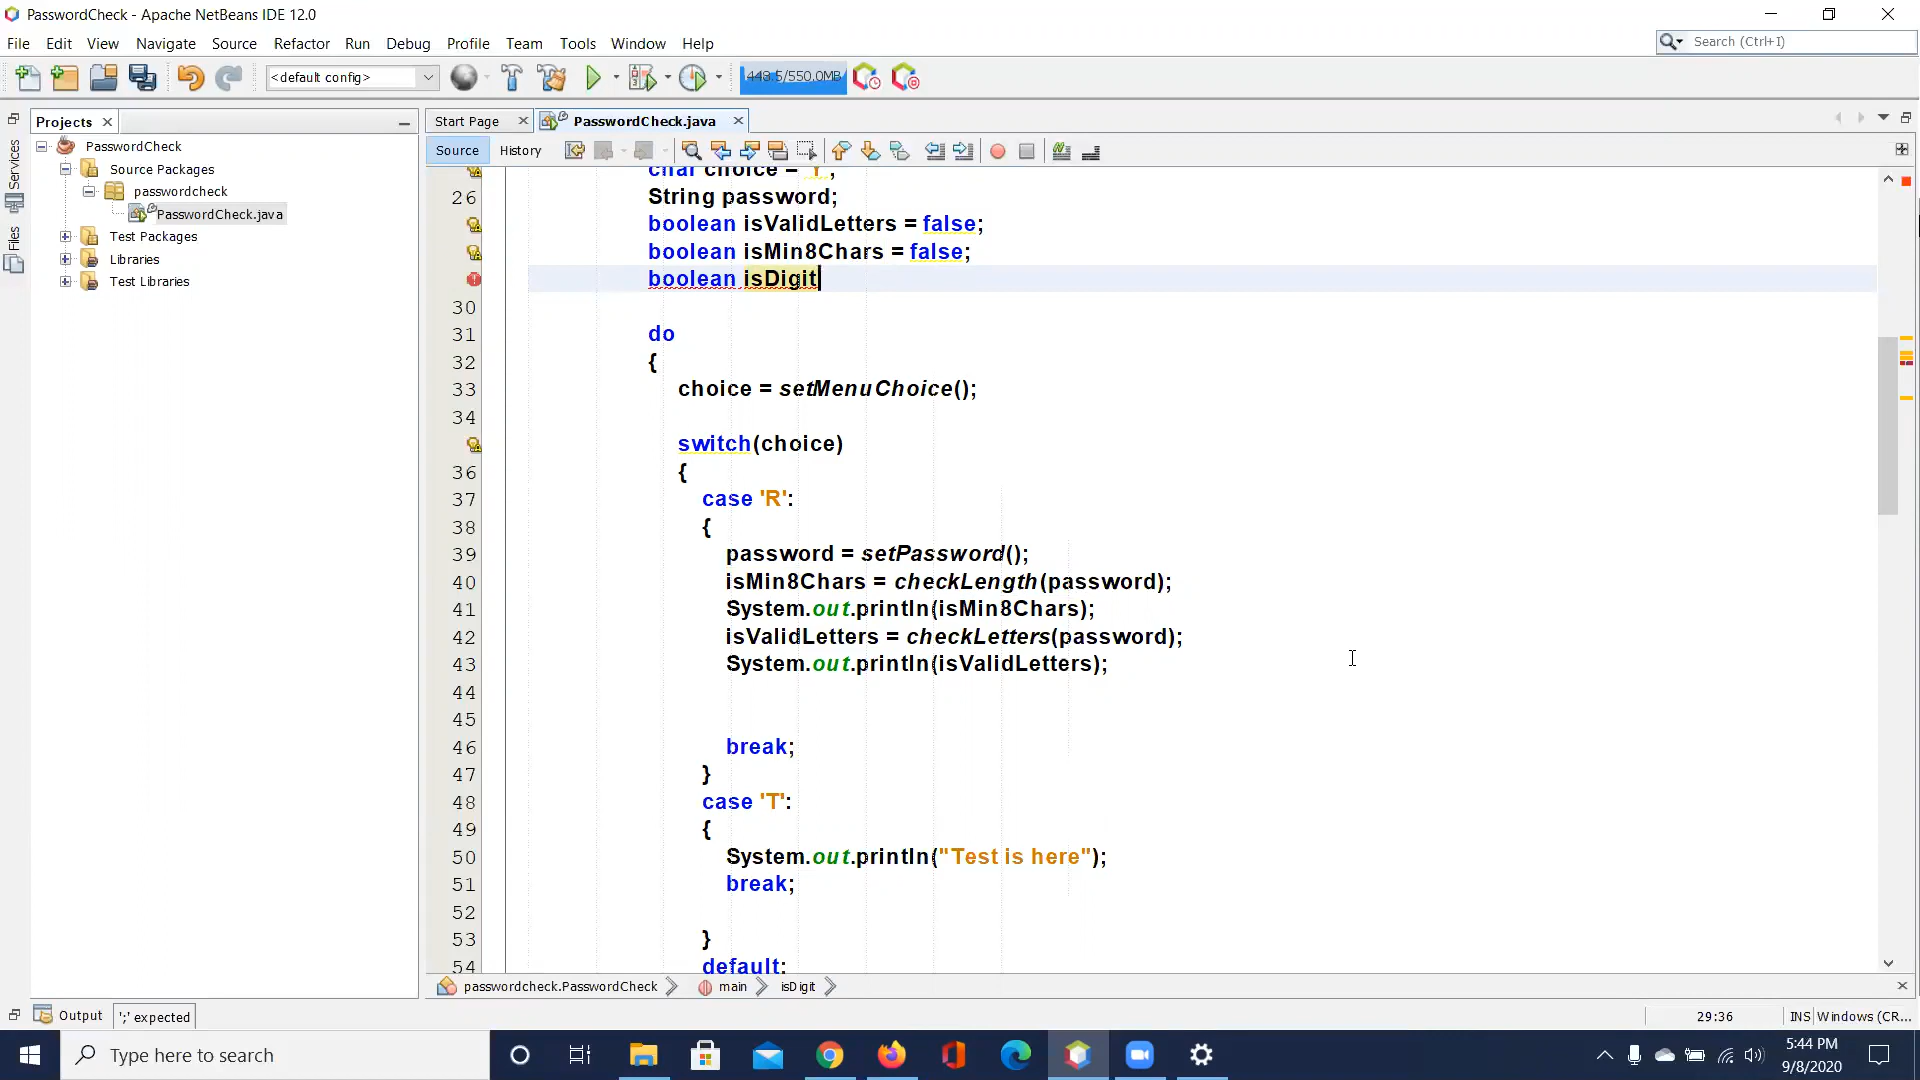 PasswordCheck - Apache NetBeans IDE 12.0
File Edit View Navigate Source Refactor Run Debug Profile Team Tools Window Help
Search (Ctrl+I)
<default config>
443.5/550.0MB
Projects
Start Page
PasswordCheck.java
Services
Files
PasswordCheck
Source Packages
passwordcheck
PasswordCheck.java
Test Packages
Libraries
Test Libraries
Source History
char choice = 'Y';
26 String password;
boolean isValidLetters = false;
boolean isMin8Chars = false;
boolean isDigit
30
31 do
32 {
33 choice = setMenuChoice();
34
switch(choice)
36 {
37 case 'R':
38 {
39 password = setPassword();
40 isMin8Chars = checkLength(password);
41 System.out.println(isMin8Chars);
42 isValidLetters = checkLetters(password);
43 System.out.println(isValidLetters);
44
45
46 break;
47 }
48 case 'T':
49 {
50 System.out.println("Test is here");
51 break;
52
53 }
54 default:
passwordcheck.PasswordCheck main isDigit
Output
';' expected
29:36 INS Windows (CR...
Type here to search
5:44 PM
9/8/2020